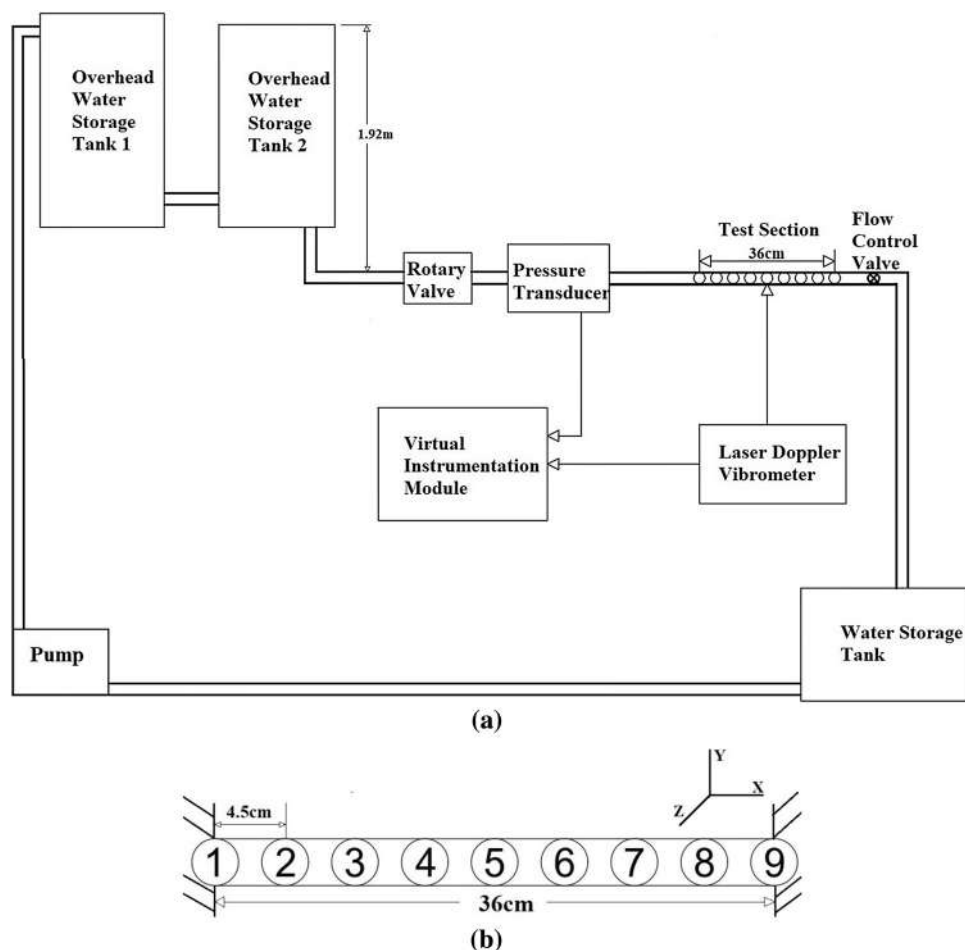 Overhead
Water
Storage
Tank 1
Overhead
Water
Storage
Tank 2
1.92m
Rotary
Valve
Pressure
Transducer
Test Section
36cm
Flow
Control
Valve
Virtual
Instrumentation
Module
Laser Doppler
Vibrometer
Pump
Water Storage
Tank
(a)
Y
X
Z
4.5cm
1 2 3 4 5 6 7 8 9
36cm
(b)